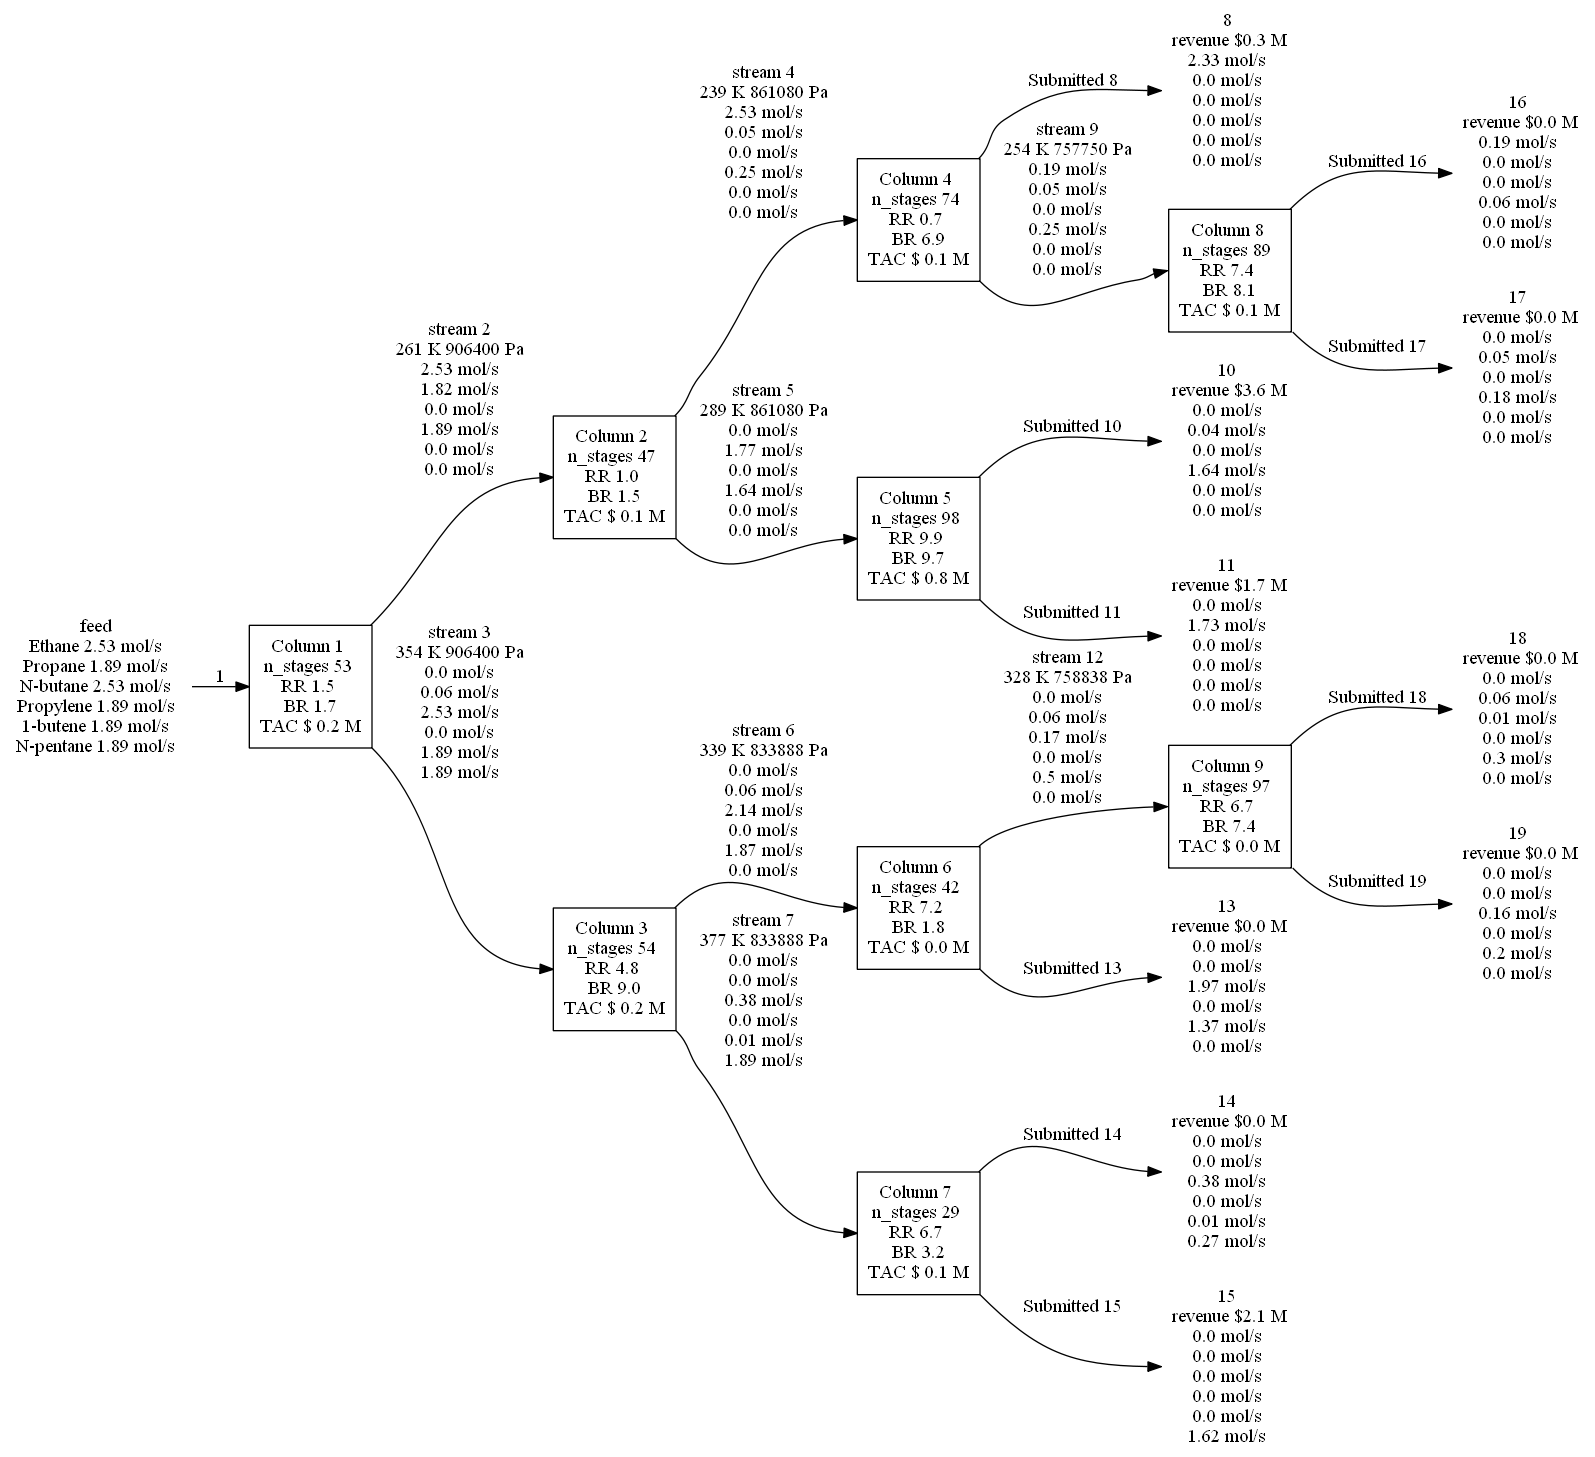 feed
Ethane 2.53 mol/s
Propane 1.89 mol/s
N-butane 2.53 mol/s
Propylene 1.89 mol/s
1-butene 1.89 mol/s
N-pentane 1.89 mol/s
1
Column 1
n_stages 53
RR 1.5
BR 1.7
TAC $ 0.2 M
stream 2
261 K 906400 Pa
2.53 mol/s
1.82 mol/s
0.0 mol/s
1.89 mol/s
0.0 mol/s
0.0 mol/s
stream 3
354 K 906400 Pa
0.0 mol/s
0.06 mol/s
2.53 mol/s
0.0 mol/s
1.89 mol/s
1.89 mol/s
Column 2
n_stages 47
RR 1.0
BR 1.5
TAC $ 0.1 M
Column 3
n_stages 54
RR 4.8
BR 9.0
TAC $ 0.2 M
stream 4
239 K 861080 Pa
2.53 mol/s
0.05 mol/s
0.0 mol/s
0.25 mol/s
0.0 mol/s
0.0 mol/s
stream 5
289 K 861080 Pa
0.0 mol/s
1.77 mol/s
0.0 mol/s
1.64 mol/s
0.0 mol/s
0.0 mol/s
stream 6
339 K 833888 Pa
0.0 mol/s
0.06 mol/s
2.14 mol/s
0.0 mol/s
1.87 mol/s
0.0 mol/s
stream 7
377 K 833888 Pa
0.0 mol/s
0.0 mol/s
0.38 mol/s
0.0 mol/s
0.01 mol/s
1.89 mol/s
Column 4
n_stages 74
RR 0.7
BR 6.9
TAC $ 0.1 M
Column 5
n_stages 98
RR 9.9
BR 9.7
TAC $ 0.8 M
Column 6
n_stages 42
RR 7.2
BR 1.8
TAC $ 0.0 M
Column 7
n_stages 29
RR 6.7
BR 3.2
TAC $ 0.1 M
Submitted 8
stream 9
254 K 757750 Pa
0.19 mol/s
0.05 mol/s
0.0 mol/s
0.25 mol/s
0.0 mol/s
0.0 mol/s
Submitted 10
Submitted 11
stream 12
328 K 758838 Pa
0.0 mol/s
0.06 mol/s
0.17 mol/s
0.0 mol/s
0.5 mol/s
0.0 mol/s
Submitted 13
Submitted 14
Submitted 15
8
revenue $0.3 M
2.33 mol/s
0.0 mol/s
0.0 mol/s
0.0 mol/s
0.0 mol/s
0.0 mol/s
Column 8
n_stages 89
RR 7.4
BR 8.1
TAC $ 0.1 M
10
revenue $3.6 M
0.0 mol/s
0.04 mol/s
0.0 mol/s
1.64 mol/s
0.0 mol/s
0.0 mol/s
11
revenue $1.7 M
0.0 mol/s
1.73 mol/s
0.0 mol/s
0.0 mol/s
0.0 mol/s
0.0 mol/s
Column 9
n_stages 97
RR 6.7
BR 7.4
TAC $ 0.0 M
13
revenue $0.0 M
0.0 mol/s
0.0 mol/s
1.97 mol/s
0.0 mol/s
1.37 mol/s
0.0 mol/s
14
revenue $0.0 M
0.0 mol/s
0.0 mol/s
0.38 mol/s
0.0 mol/s
0.01 mol/s
0.27 mol/s
15
revenue $2.1 M
0.0 mol/s
0.0 mol/s
0.0 mol/s
0.0 mol/s
0.0 mol/s
1.62 mol/s
Submitted 16
Submitted 17
Submitted 18
Submitted 19
16
revenue $0.0 M
0.19 mol/s
0.0 mol/s
0.0 mol/s
0.06 mol/s
0.0 mol/s
0.0 mol/s
17
revenue $0.0 M
0.0 mol/s
0.05 mol/s
0.0 mol/s
0.18 mol/s
0.0 mol/s
0.0 mol/s
18
revenue $0.0 M
0.0 mol/s
0.06 mol/s
0.01 mol/s
0.0 mol/s
0.3 mol/s
0.0 mol/s
19
revenue $0.0 M
0.0 mol/s
0.0 mol/s
0.16 mol/s
0.0 mol/s
0.2 mol/s
0.0 mol/s